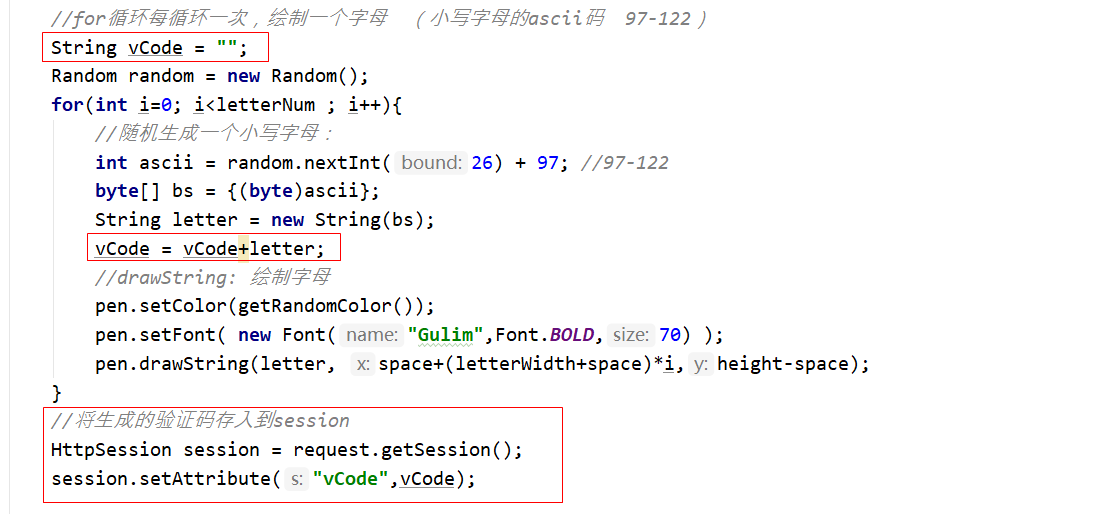 //for循环每循环一次，绘制一个字母  （小写字母的ascii码  97-122）
String vCode = "";
Random random = new Random();
for(int i=0; i<letterNum ; i++){
//随机生成一个小写字母：
int ascii = random.nextInt( bound: 26) + 97; //97-122
byte[] bs = {(byte)ascii};
String letter = new String(bs);
vCode = vCode+letter;
//drawString: 绘制字母
pen.setColor(getRandomColor());
pen.setFont( new Font( name: "Gulim",Font.BOLD, size: 70) );
pen.drawString(letter, x: space+(letterWidth+space)*i, y: height-space);
}
//将生成的验证码存入到session
HttpSession session = request.getSession();
session.setAttribute( s: "vCode",vCode);